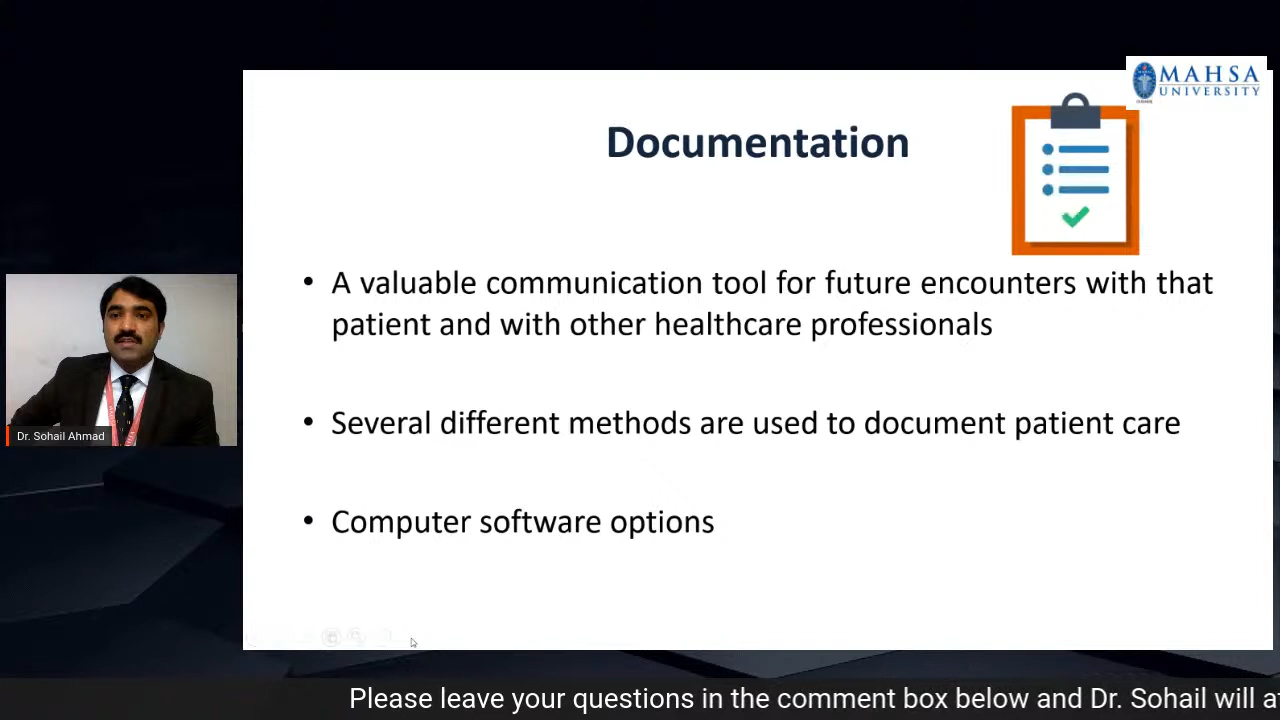 MAHSA
UNIVERSITY
Documentation
• A valuable communication tool for future encounters with that
patient and with other healthcare professionals
• Several different methods are used to document patient care
• Computer software options
Dr. Sohail Ahmad
Please leave your questions in the comment box below and Dr. Sohail will a